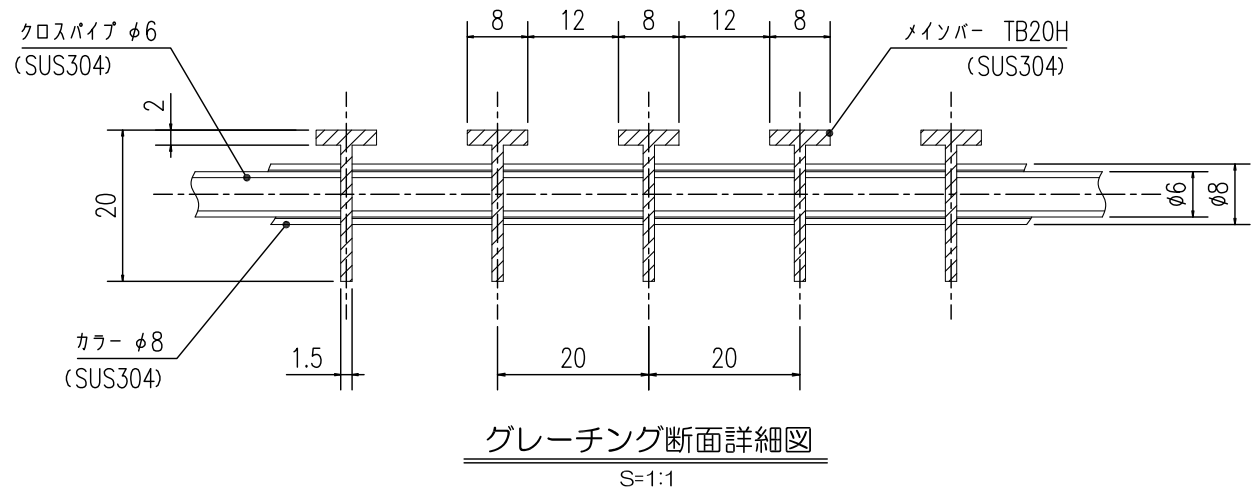 クロスパイプ φ6
(SUS304)
8
12
8
12
8
メインバー TB20H
(SUS304)
2
20
φ6
φ8
カラー φ8
(SUS304)
1.5
20
20
グレーチング断面詳細図
S=1:1